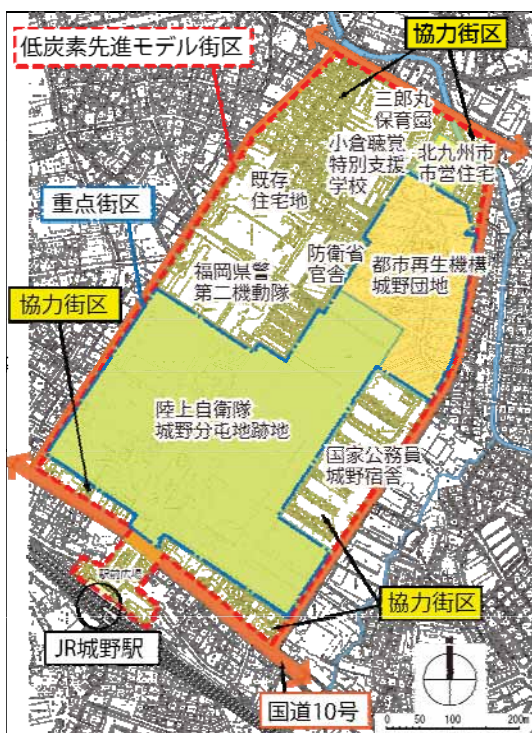 低炭素先進モデル街区
協力街区
三郎丸
保育園
小倉聴覚
特別支援
学校
北九州市
市営住宅
既存
住宅地
重点街区
防衛省
官舎
都市再生機構
城野団地
福岡県警
第二機動隊
協力街区
陸上自衛隊
城野分屯地跡地
国家公務員
城野宿舎
駅前広場
協力街区
JR城野駅
国道10号
0 50 100 200m